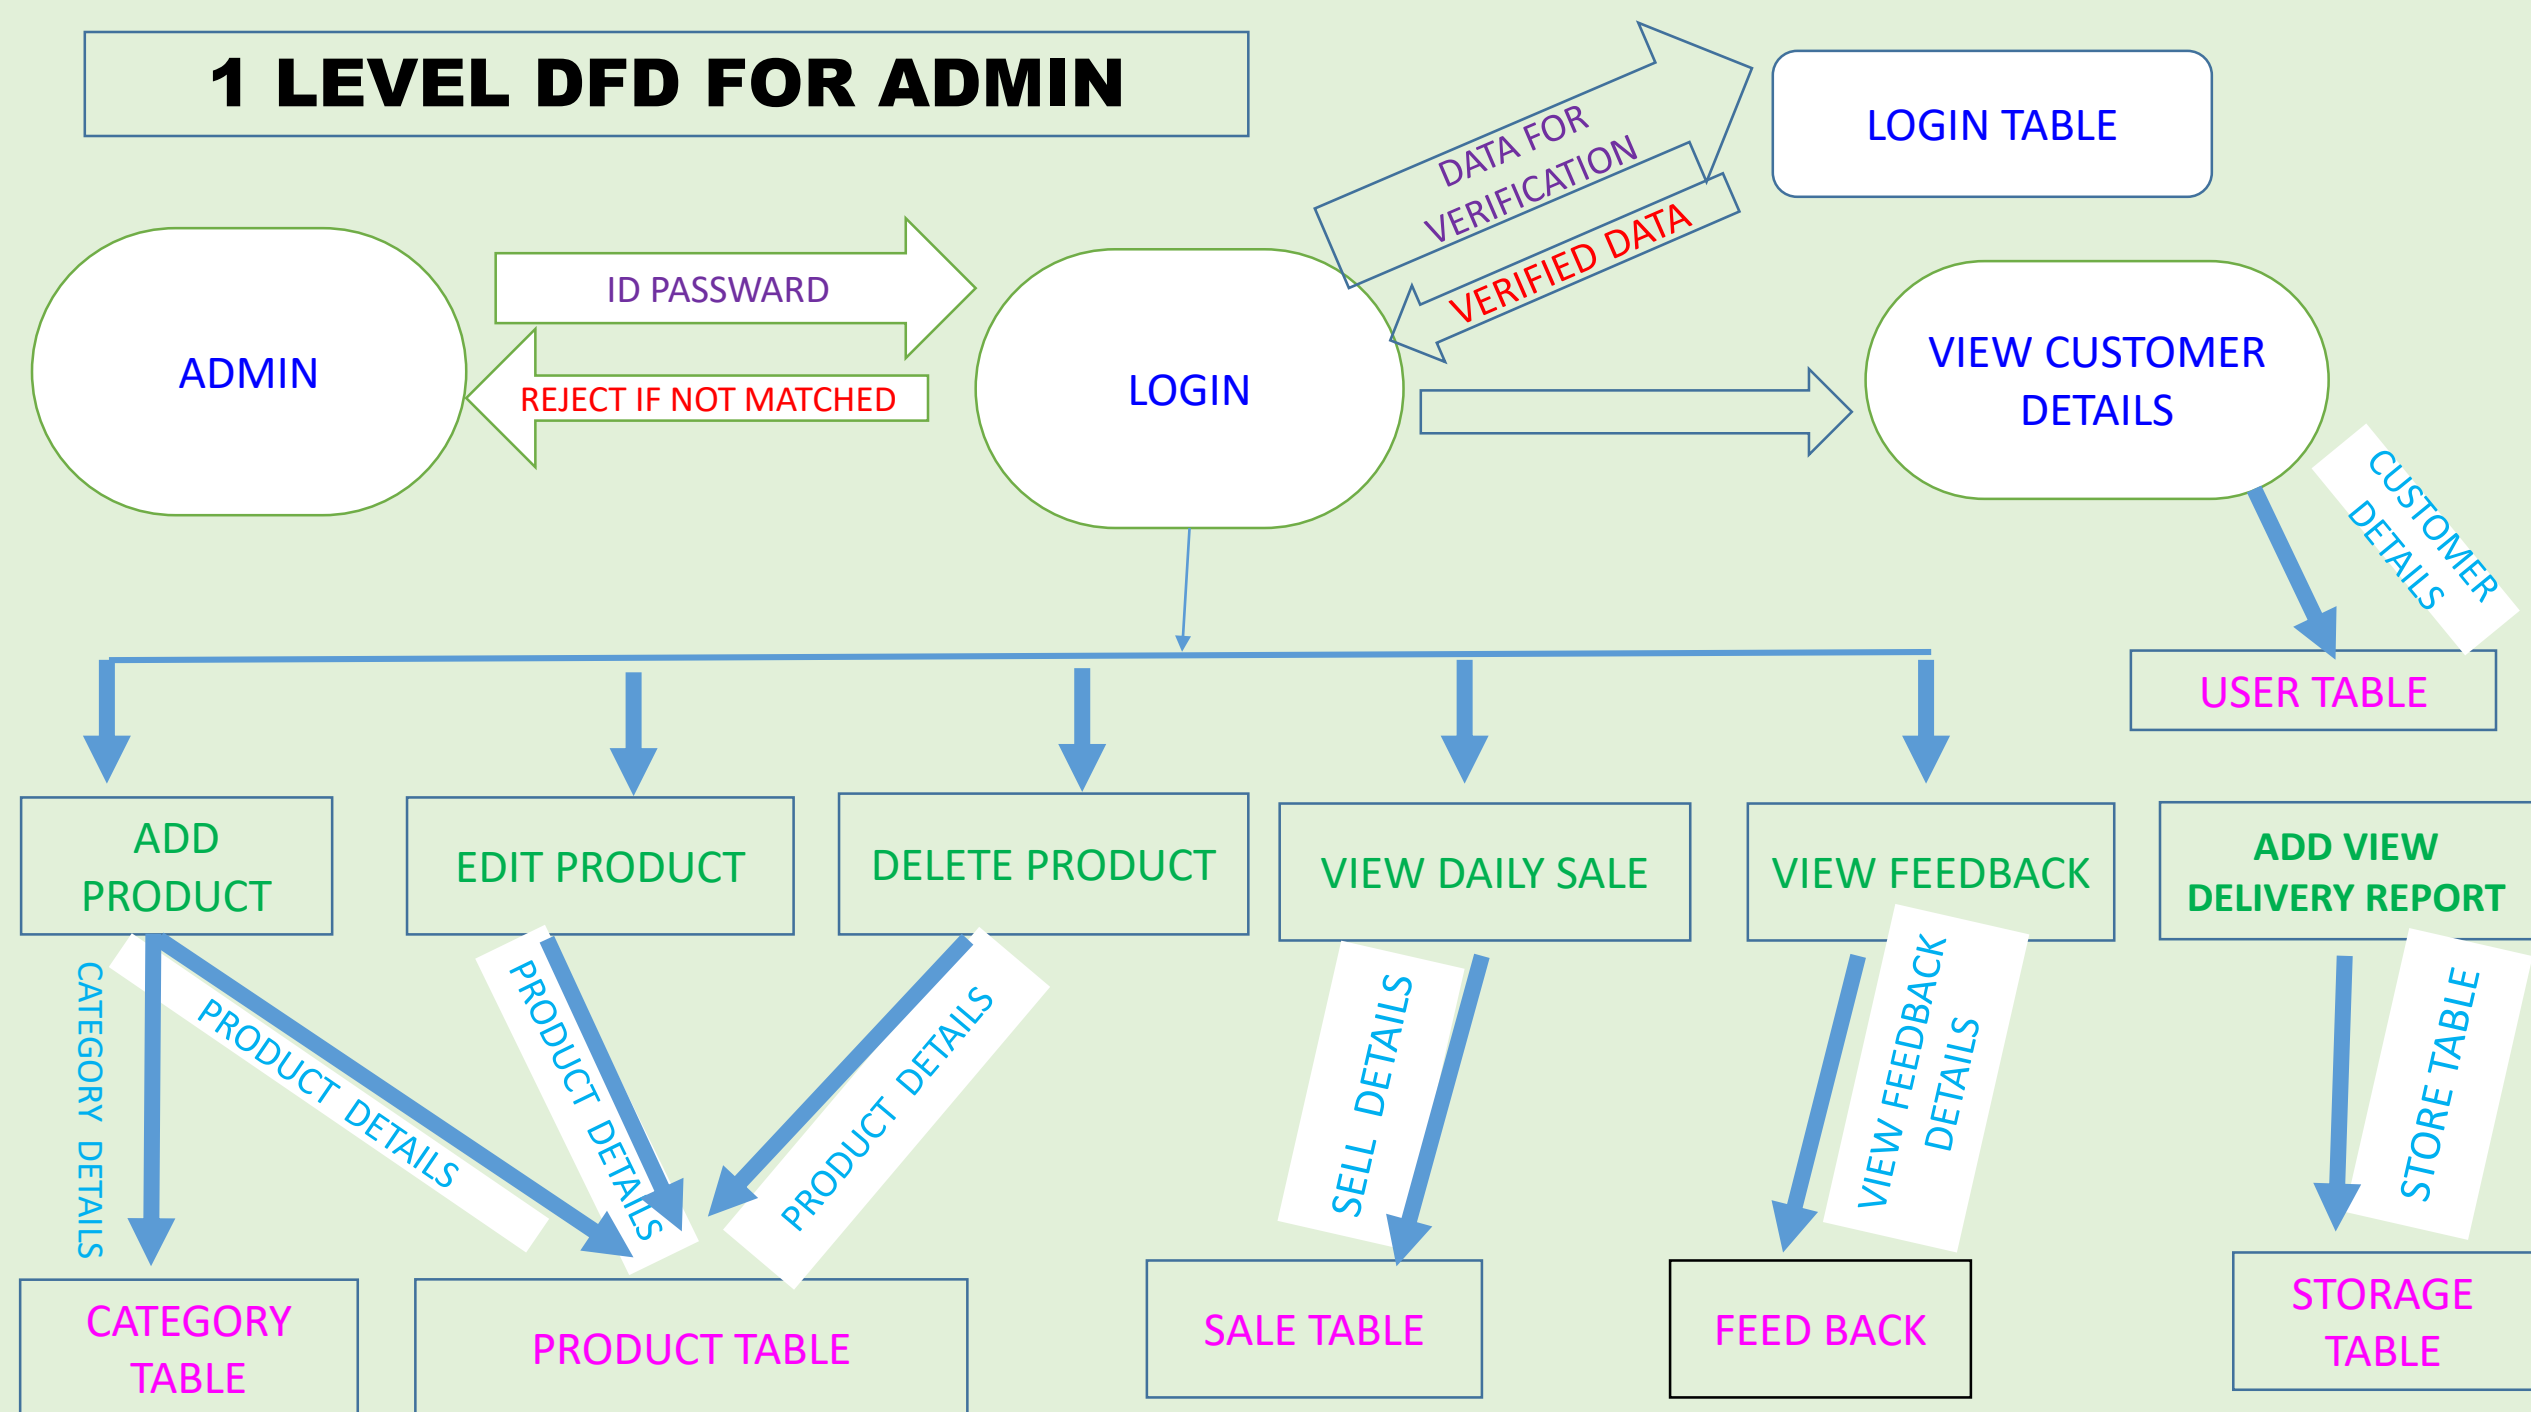 1 LEVEL DFD FOR ADMIN
DATA FOR
VERIFICATION
VERIFIED DATA
LOGIN TABLE
ADMIN
ID PASSWARD
REJECT IF NOT MATCHED
LOGIN
VIEW CUSTOMER
DETAILS
CUSTOMER
DETAILS
USER TABLE
ADD
PRODUCT
EDIT PRODUCT
DELETE PRODUCT
VIEW DAILY SALE
VIEW FEEDBACK
ADD VIEW
DELIVERY REPORT
CATEGORY DETAILS
PRODUCT DETAILS
PRODUCT DETAILS
PRODUCT DETAILS
SELL DETAILS
VIEW FEEDBACK
DETAILS
STORE TABLE
CATEGORY
TABLE
PRODUCT TABLE
SALE TABLE
FEED BACK
STORAGE
TABLE